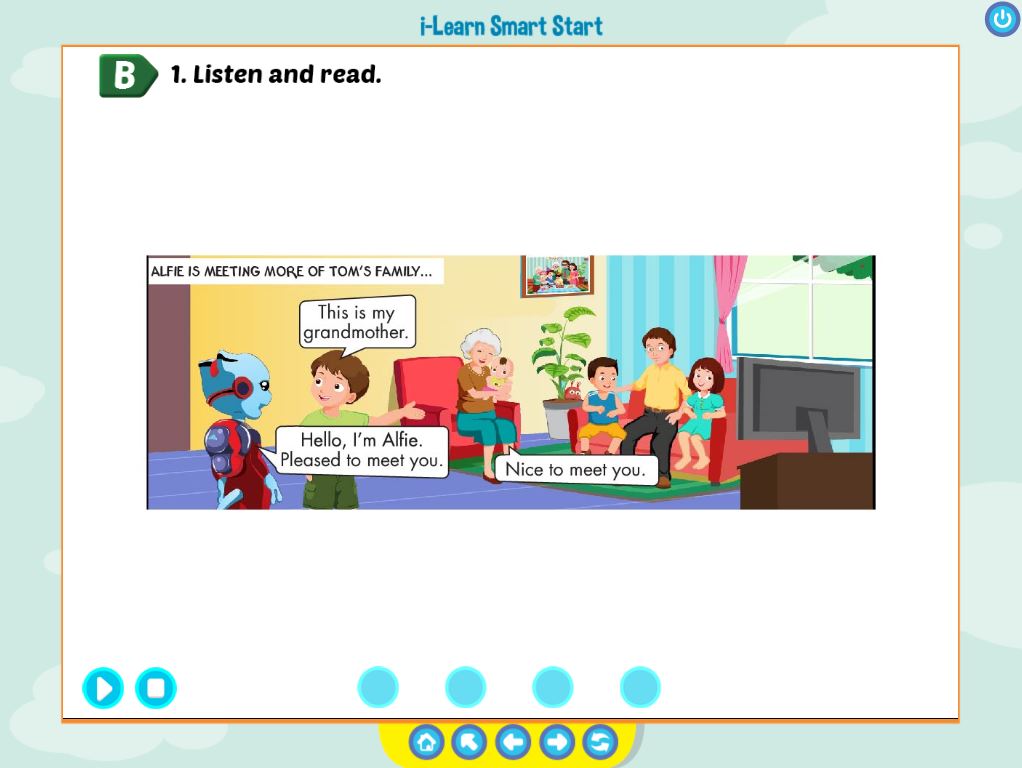 i-Learn Smart Start
B
1. Listen and read.
ALFIE IS MEETING MORE OF TOM'S FAMILY...
This is my
grandmother.
Hello, I'm Alfie.
Pleased to meet you.
Nice to meet you.